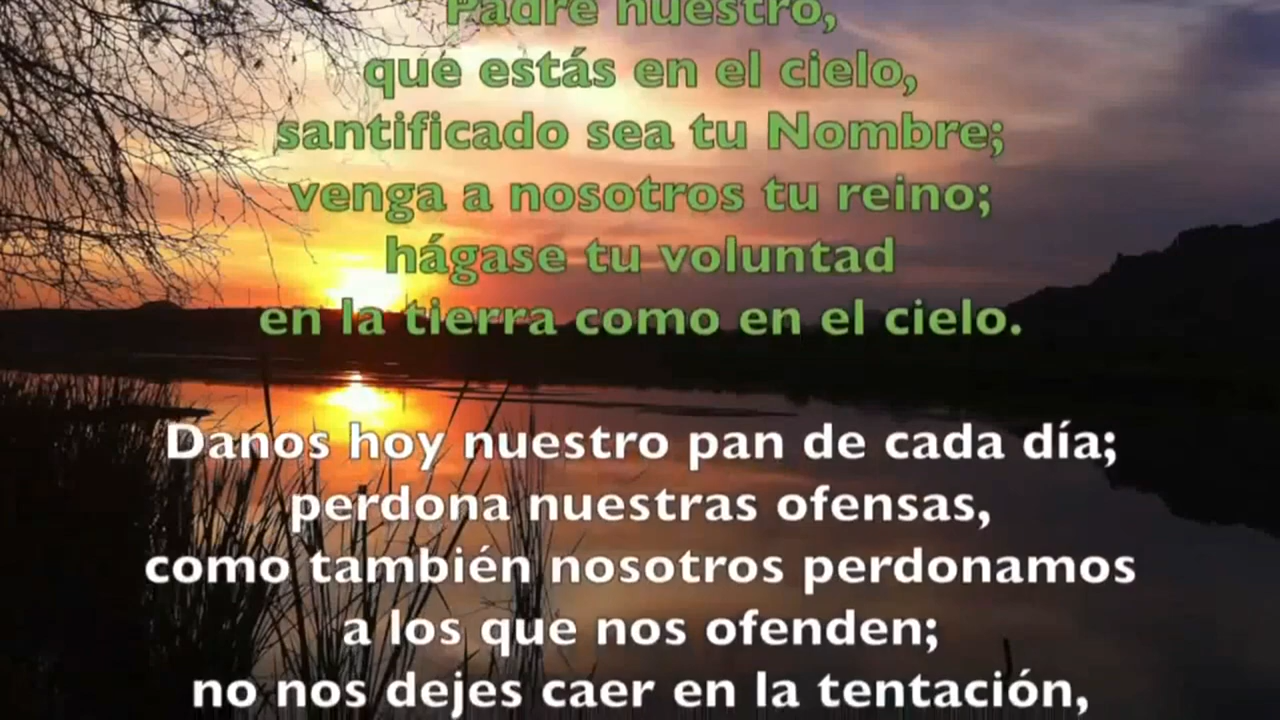 Padre nuestro,
que estás en el cielo,
santificado sea tu Nombre;
venga a nosotros tu reino;
hágase tu voluntad
en la tierra como en el cielo.
Danos hoy nuestro pan de cada día;
perdona nuestras ofensas,
como también nosotros perdonamos
a los que nos ofenden;
no nos dejes caer en la tentación,